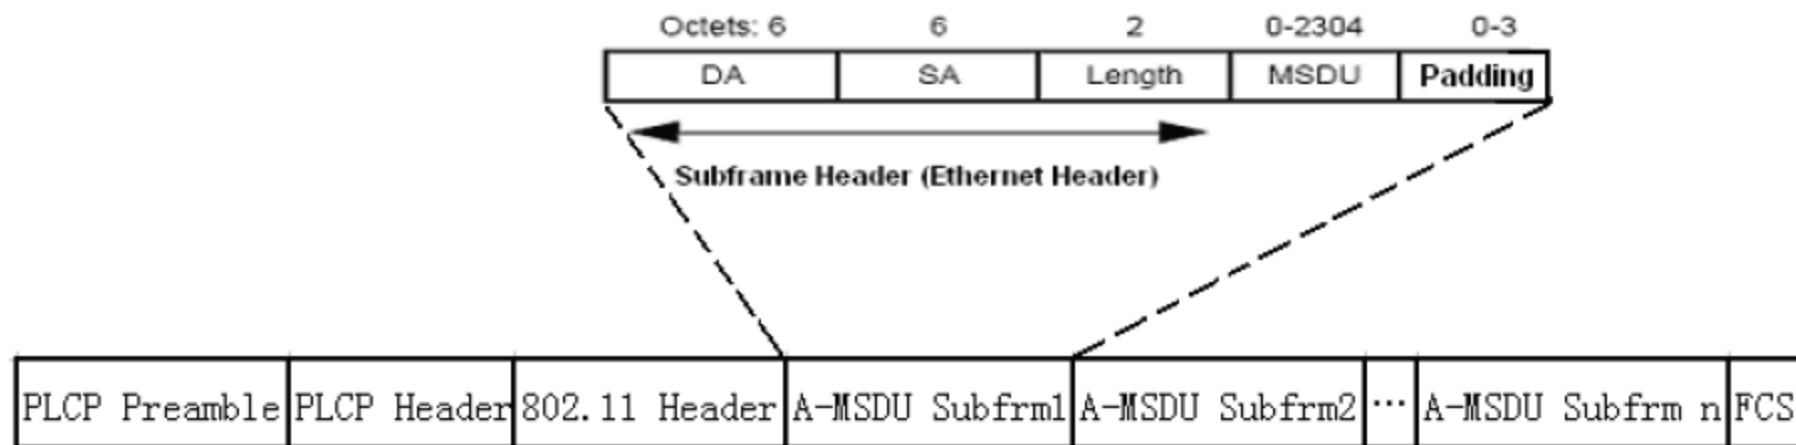 Octets: 6 6 2 0-2304 0-3
DA SA Length MSDU Padding
Subframe Header (Ethernet Header)
PLCP Preamble PLCP Header 802.11 Header A-MSDU Subfrm1 A-MSDU Subfrm2 ... A-MSDU Subfrm n FCS